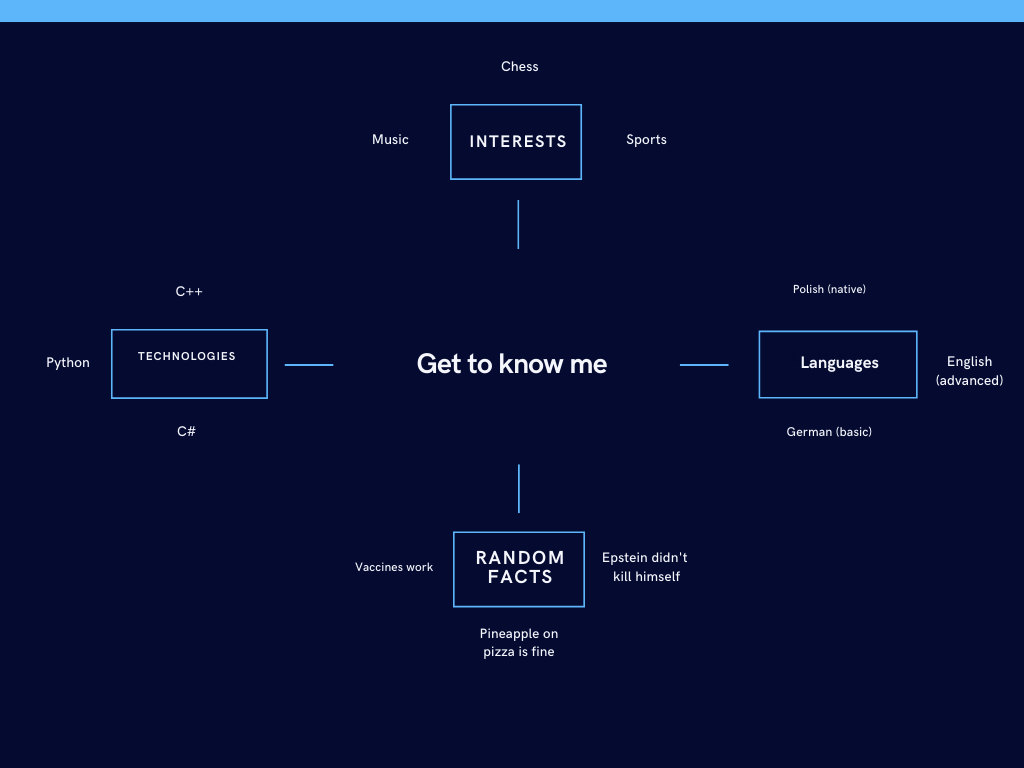 Chess
Music
INTERESTS
Sports
C++
Python
TECHNOLOGIES
C#
Get to know me
Polish (native)
Languages
English
(advanced)
German (basic)
Vaccines work
RANDOM
FACTS
Epstein didn't
kill himself
Pineapple on
pizza is fine